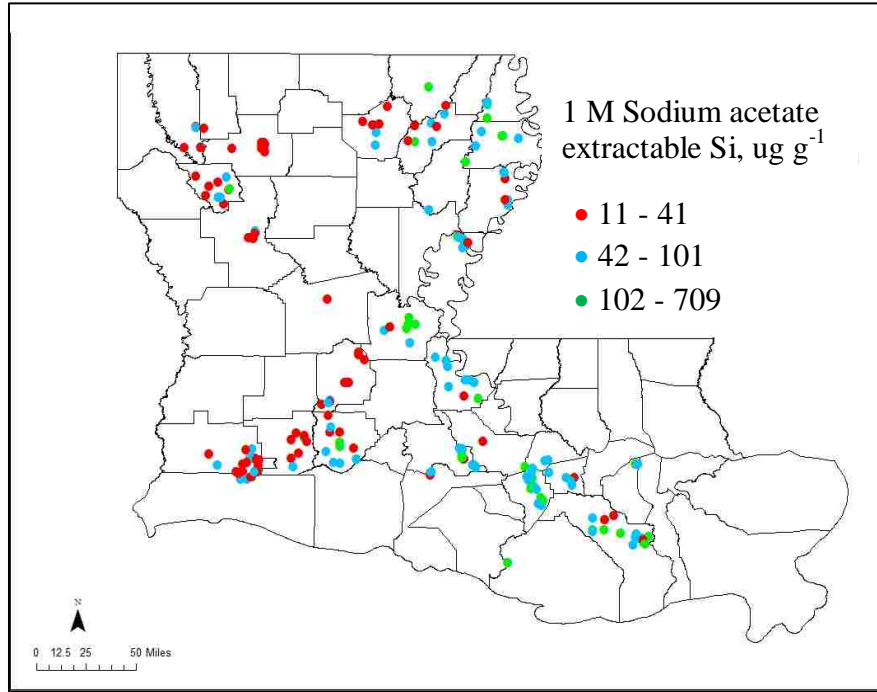 1 M Sodium acetate
extractable Si, ug g-1
11 - 41
42 - 101
102 - 709
N
0 12.5 25 50 Miles